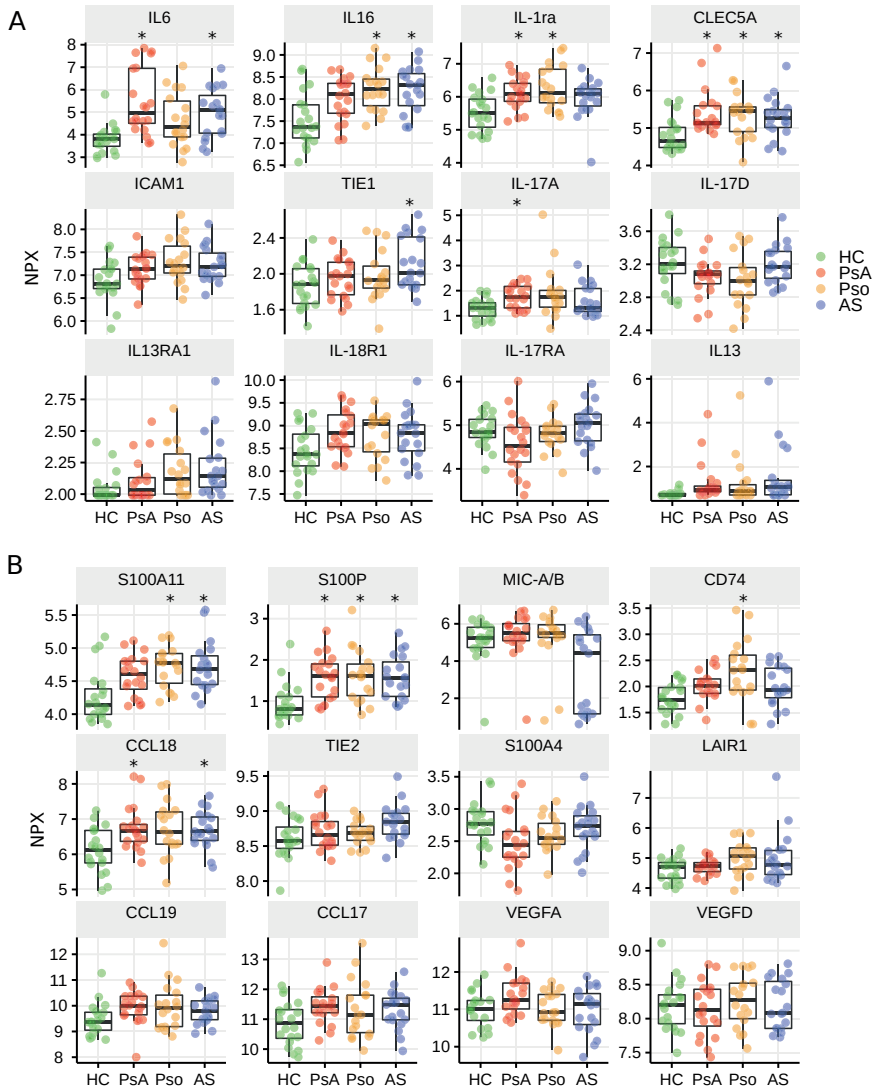 A
IL6 IL16 IL-1ra CLEC5A
* * * * * * * * *
8 7 6 5 4 3
9.0 8.5 8.0 7.5 7.0 6.5
7 6 5 4
7 6 5 4
ICAM1 TIE1 IL-17A IL-17D
* *
8.0 7.5 7.0 6.5 6.0
2.4 2.0 1.6
5 4 3 2 1
3.6 3.2 2.8 2.4
NPX
HC
PsA
Pso
AS
IL13RA1 IL-18R1 IL-17RA IL13
2.75 2.50 2.25 2.00
10.0 9.5 9.0 8.5 8.0 7.5
6 5 4
6 4 2
HC PsA Pso AS HC PsA Pso AS HC PsA Pso AS HC PsA Pso AS
B
S100A11 S100P MIC-A/B CD74
* * * * * *
5.5 5.0 4.5 4.0
3 2 1
6 4 2
3.5 3.0 2.5 2.0 1.5
CCL18 TIE2 S100A4 LAIR1
* *
8 7 6 5
9.5 9.0 8.5 8.0
3.5 3.0 2.5 2.0
7 6 5 4
NPX
CCL19 CCL17 VEGFA VEGFD
12 11 10 9 8
13 12 11 10
12 11 10
9.0 8.5 8.0 7.5
HC PsA Pso AS HC PsA Pso AS HC PsA Pso AS HC PsA Pso AS